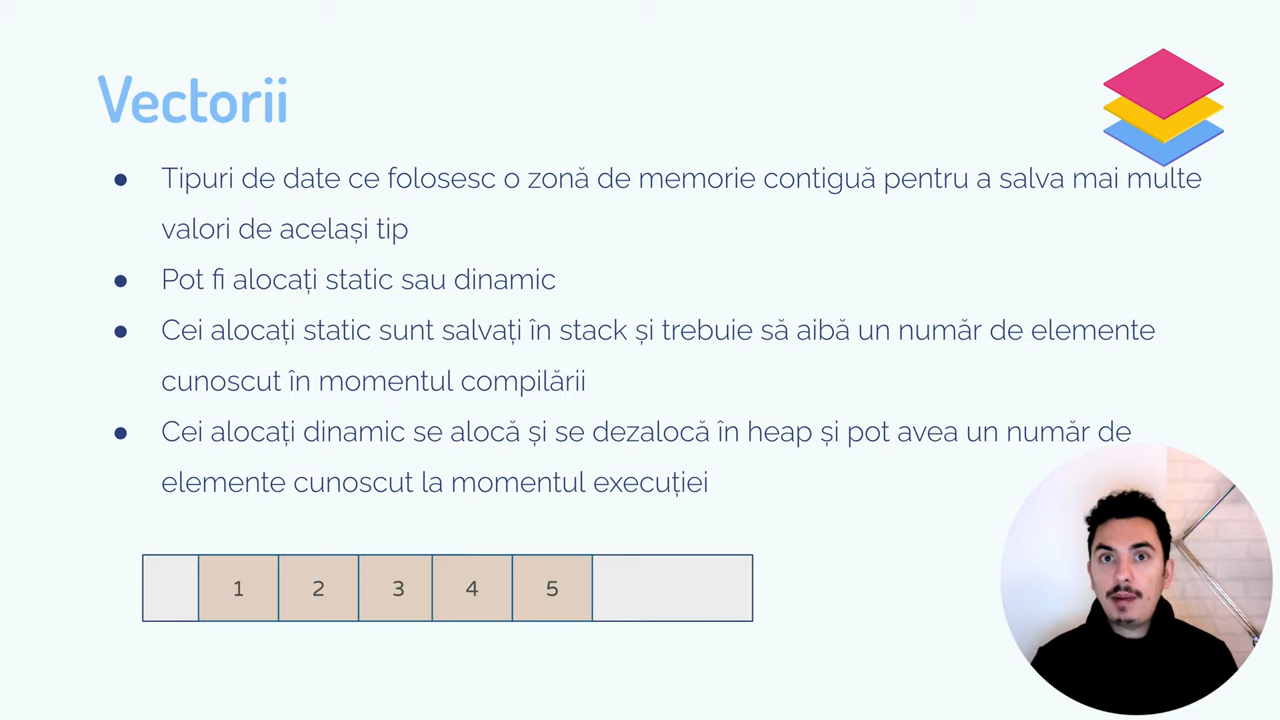 Vectorii
● Tipuri de date ce folosesc o zonă de memorie contiguă pentru a salva mai multe
valori de același tip
● Pot fi alocați static sau dinamic
● Cei alocați static sunt salvați în stack și trebuie să aibă un număr de elemente
cunoscut în momentul compilării
● Cei alocați dinamic se alocă și se dezalocă în heap și pot avea un număr de
elemente cunoscut la momentul execuției
1 2 3 4 5